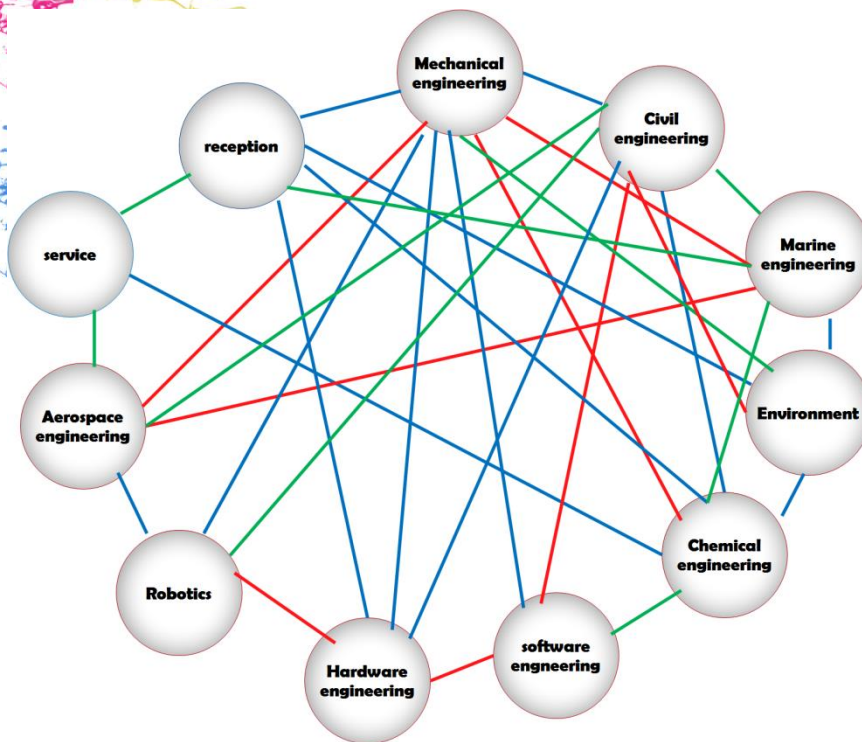 Mechanical
engineering
Civil
engineering
reception
Marine
engineering
service
Environment
Aerospace
engineering
Chemical
engineering
Robotics
software
engneering
Hardware
engineering